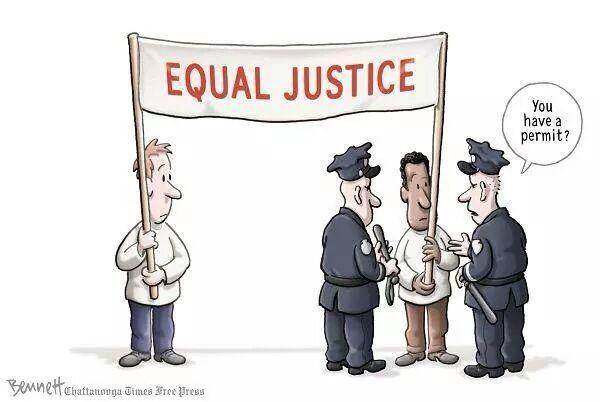 EQUAL JUSTICE
You
have a
permit?
Bennett Chattanooga Times Free Press